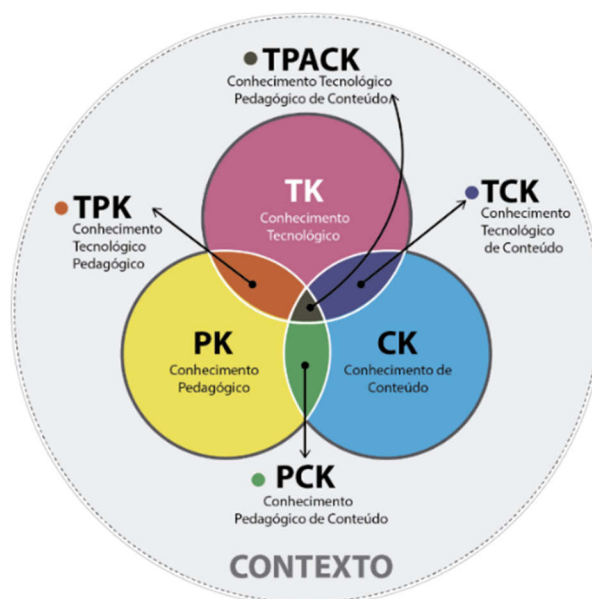 TPACK
Conhecimento Tecnológico
Pedagógico de Conteúdo
TK
Conhecimento
Tecnológico
TPK
Conhecimento
Tecnológico
Pedagógico
TCK
Conhecimento
Tecnológico
de Conteúdo
PK
Conhecimento
Pedagógico
CK
Conhecimento de
Conteúdo
PCK
Conhecimento
Pedagógico de Conteúdo
CONTEXTO